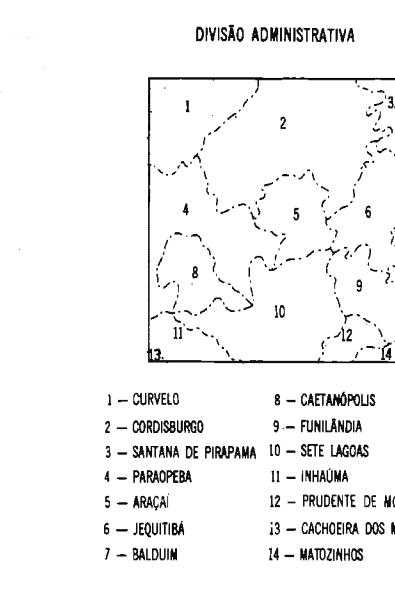 DIVISÃO ADMINISTRATIVA
1
2
3
4
5
6
8
9
10
11
12
13
14
1 — CURVELO
2 — CORDISBURGO
3 — SANTANA DE PIRAPAMA
4 — PARAOPEBA
5 — ARAÇAÍ
6 — JEQUITIBÁ
7 — BALDUIM
8 — CAETANÓPOLIS
9 — FUNILÂNDIA
10 — SETE LAGOAS
11 — INHAÚMA
12 — PRUDENTE DE
13 — CACHOEIRA DOS
14 — MATOZINHOS